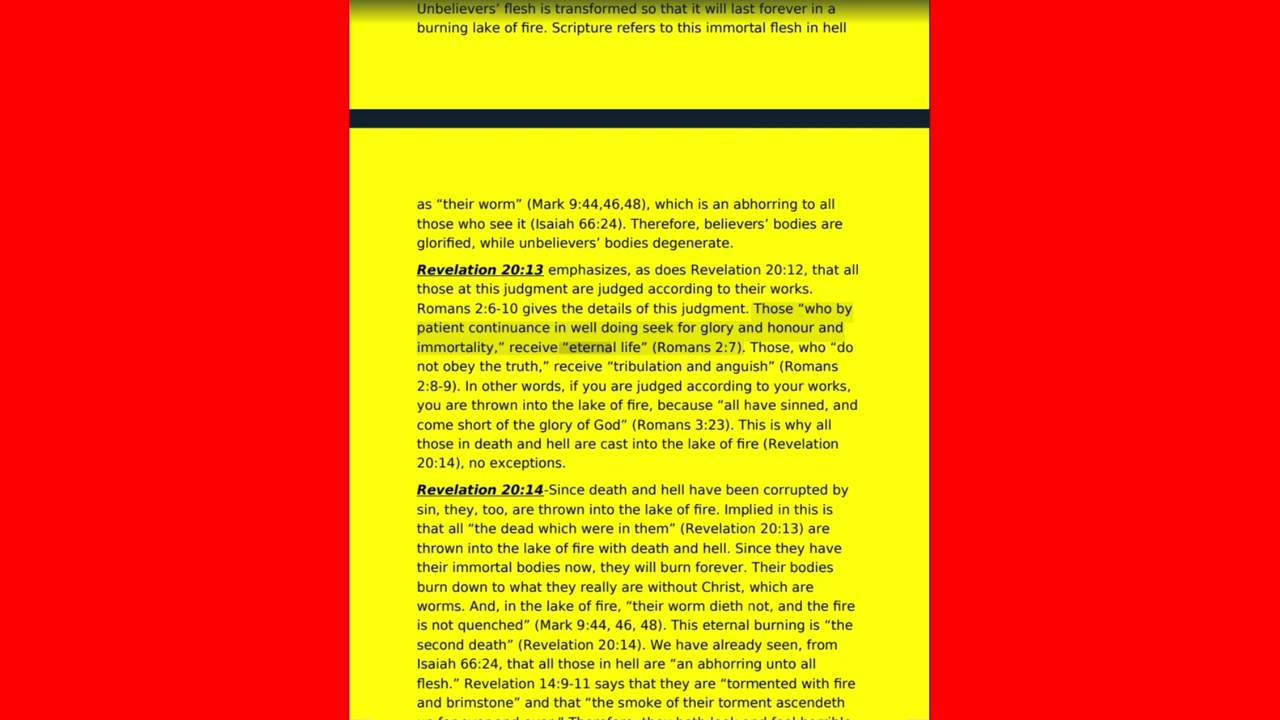 Unbelievers’ flesh is transformed so that it will last forever in a
burning lake of fire. Scripture refers to this immortal flesh in hell
as “their worm” (Mark 9:44,46,48), which is an abhorring to all
those who see it (Isaiah 66:24). Therefore, believers’ bodies are
glorified, while unbelievers’ bodies degenerate.
Revelation 20:13 emphasizes, as does Revelation 20:12, that all
those at this judgment are judged according to their works.
Romans 2:6-10 gives the details of this judgment. Those “who by
patient continuance in well doing seek for glory and honour and
immortality,” receive “eternal life” (Romans 2:7). Those, who “do
not obey the truth,” receive “tribulation and anguish” (Romans
2:8-9). In other words, if you are judged according to your works,
you are thrown into the lake of fire, because “all have sinned, and
come short of the glory of God” (Romans 3:23). This is why all
those in death and hell are cast into the lake of fire (Revelation
20:14), no exceptions.
Revelation 20:14-Since death and hell have been corrupted by
sin, they, too, are thrown into the lake of fire. Implied in this is
that all “the dead which were in them” (Revelation 20:13) are
thrown into the lake of fire with death and hell. Since they have
their immortal bodies now, they will burn forever. Their bodies
burn down to what they really are without Christ, which are
worms. And, in the lake of fire, “their worm dieth not, and the fire
is not quenched” (Mark 9:44, 46, 48). This eternal burning is “the
second death” (Revelation 20:14). We have already seen, from
Isaiah 66:24, that all those in hell are “an abhorring unto all
flesh.” Revelation 14:9-11 says that they are “tormented with fire
and brimstone” and that “the smoke of their torment ascendeth
up for ever and ever.” Therefore, they both look and feel horrible